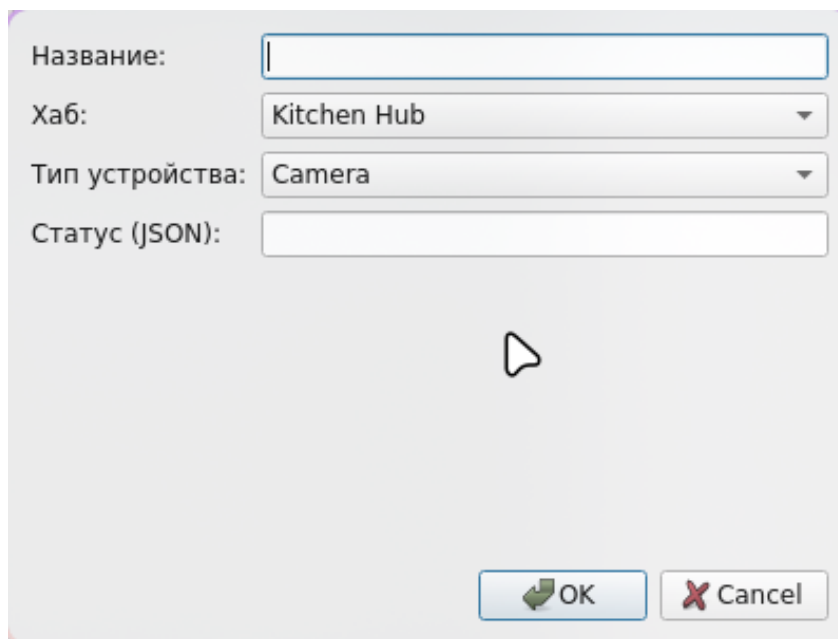 Название:
Хаб: Kitchen Hub
Тип устройства: Camera
Статус (JSON):
OK Cancel